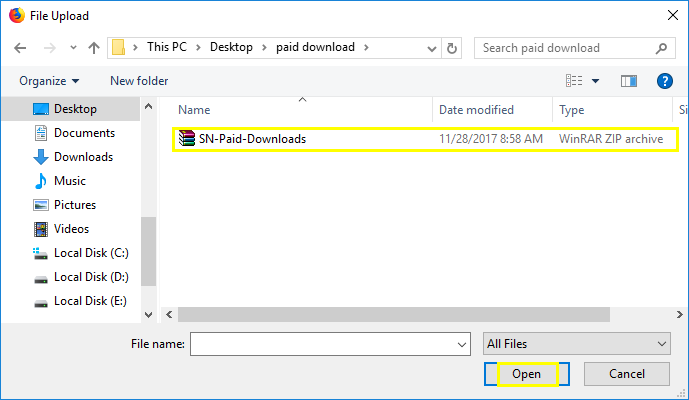 File Upload
This PC > Desktop > paid download >
Search paid download
Organize
New folder
?
Desktop
Documents
Downloads
Music
Pictures
Videos
Local Disk (C:)
Local Disk (D:)
Local Disk (E:)
Name
Date modified
Type
Si
SN-Paid-Downloads
11/28/2017 8:58 AM
WinRAR ZIP archive
File name:
All Files
Open
Cancel